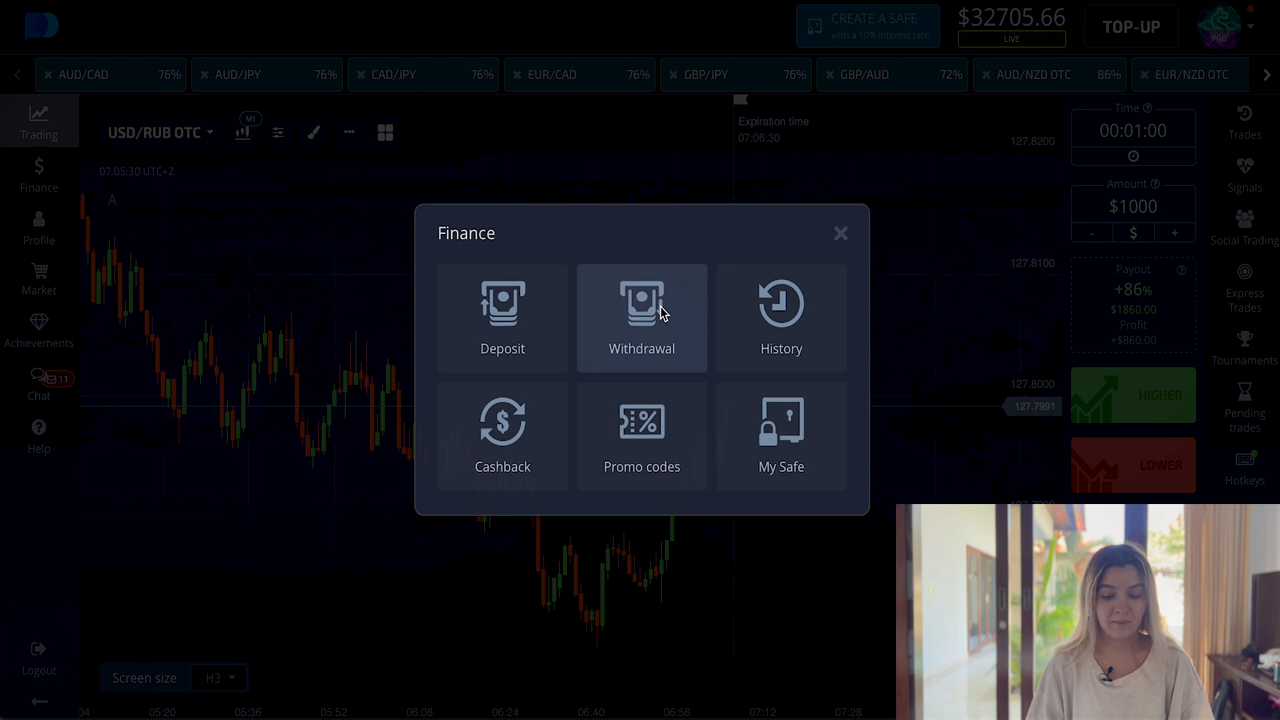 CREATE A SAFE
with a 10% interest rate
$32705.66
LIVE
TOP-UP
PRO
AUD/CAD 76%
AUD/JPY 76%
CAD/JPY 76%
EUR/CAD 76%
GBP/JPY 76%
GBP/AUD 72%
AUD/NZD OTC 86%
EUR/NZD OTC
Trading
Finance
Profile
Market
Achievements
11
Chat
Help
Logout
USD/RUB OTC
M1
07:05:30 UTC+2
A
Expiration time
07:06:30
127.8200
127.8100
127.8000
127.7991
Finance
Deposit
Withdrawal
History
Cashback
Promo codes
My Safe
Time
00:01:00
Amount
$1000
- $ +
Payout
+86%
$1860.00
Profit
+$860.00
HIGHER
LOWER
Trades
Signals
Social Trading
Express
Trades
Tournaments
Pending
trades
Hotkeys
Screen size H3
04 05:20 05:36 05:52 06:08 06:24 06:40 06:56 07:12 07:28